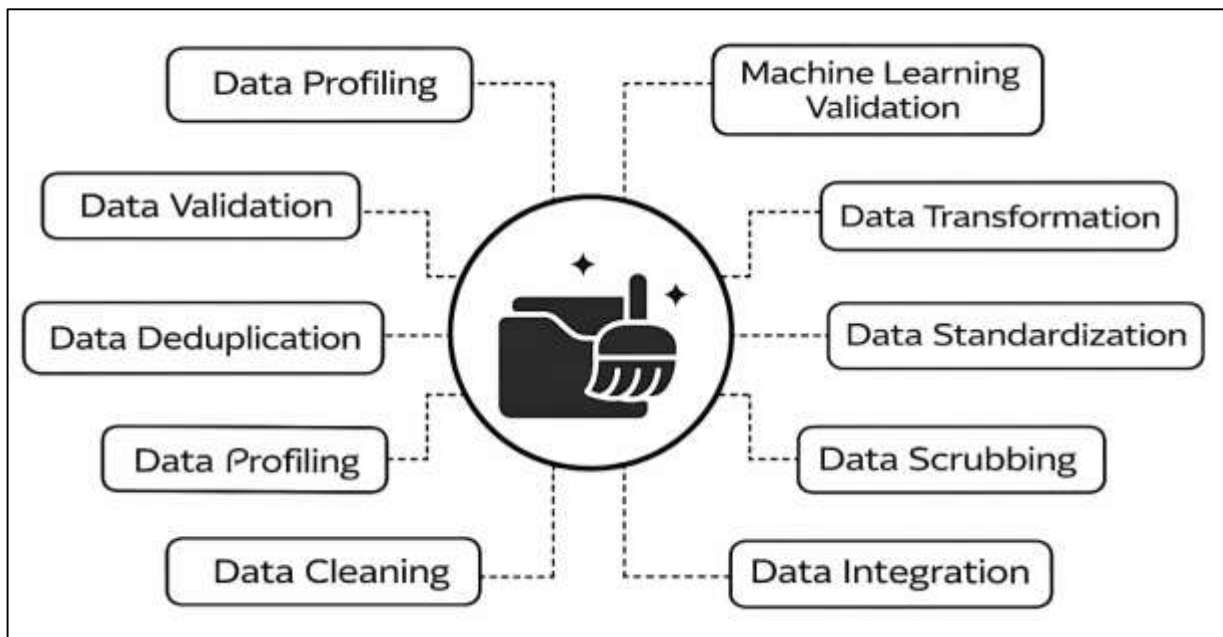 Data Profiling
Machine Learning
Validation
Data Validation
Data Transformation
Data Deduplication
Data Standardization
Data Profiling
Data Scrubbing
Data Cleaning
Data Integration